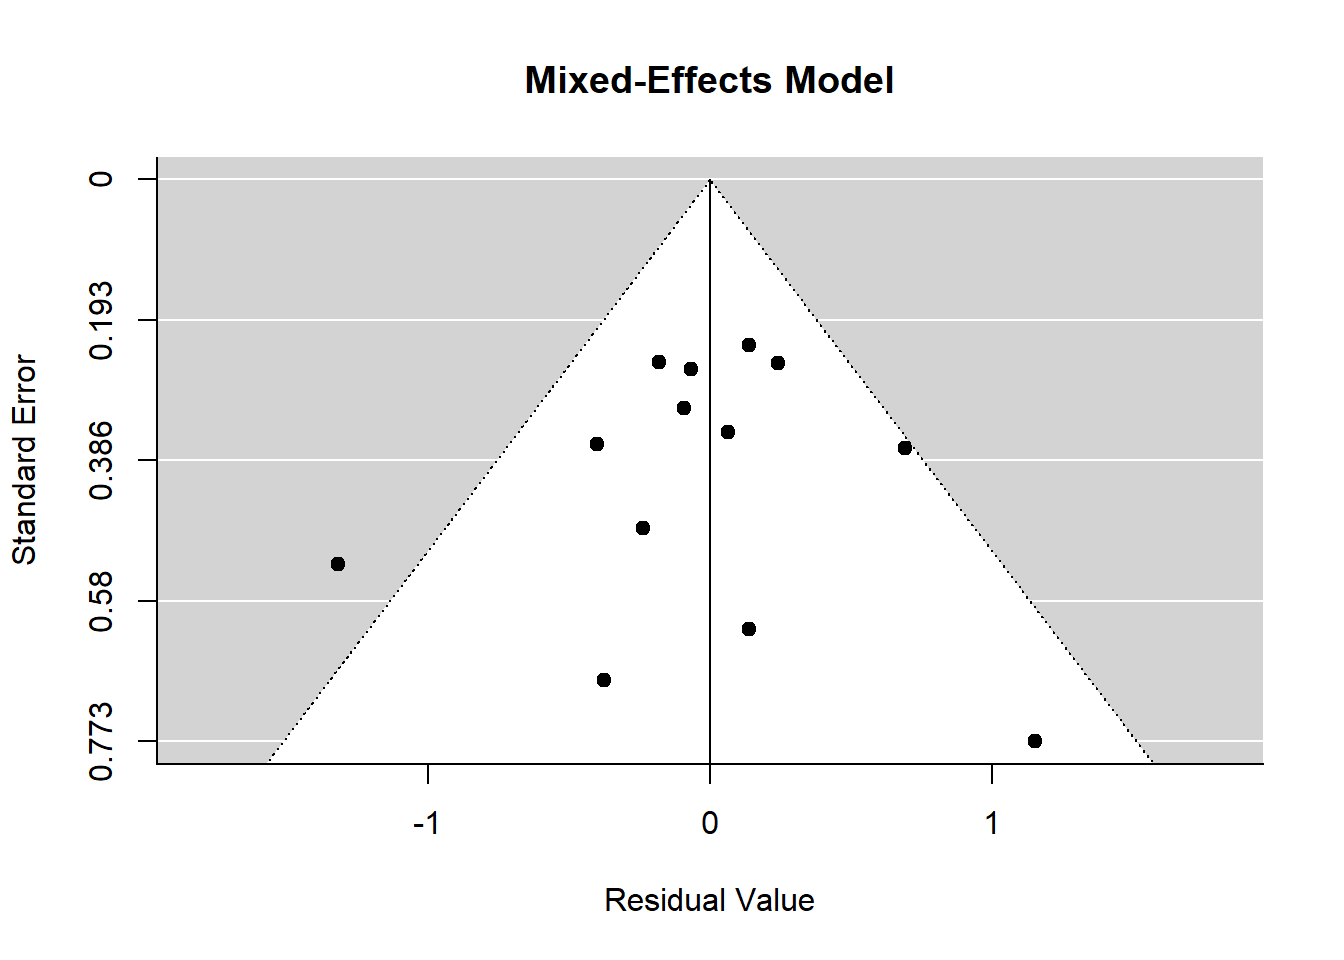 Mixed-Effects Model
Standard Error
0
0.193
0.386
0.58
0.773
-1
0
1
Residual Value